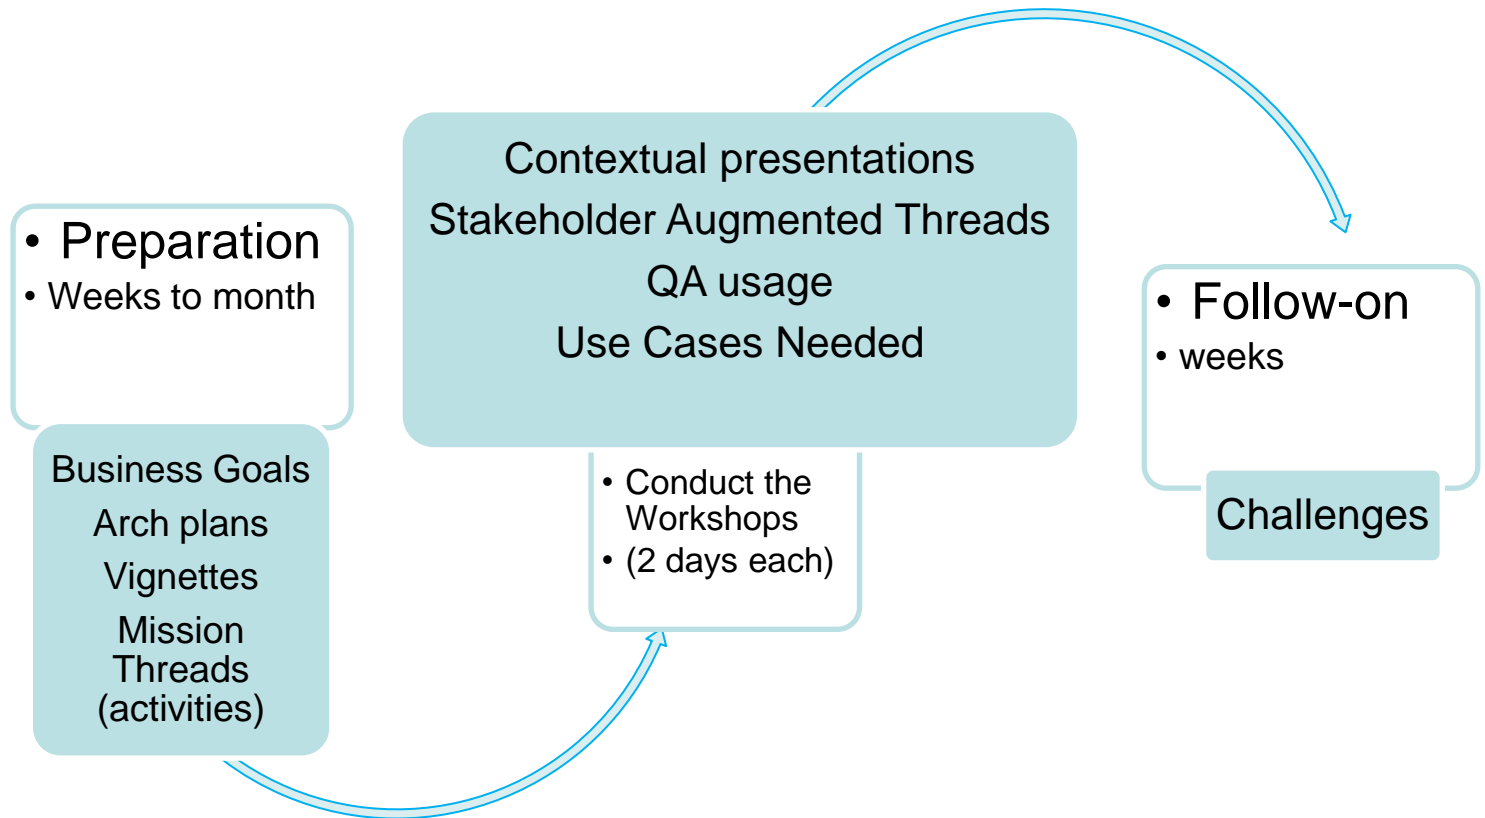 • Preparation
• Weeks to month
Business Goals
Arch plans
Vignettes
Mission
Threads
(activities)
Contextual presentations
Stakeholder Augmented Threads
QA usage
Use Cases Needed
• Conduct the
Workshops
• (2 days each)
• Follow-on
• weeks
Challenges